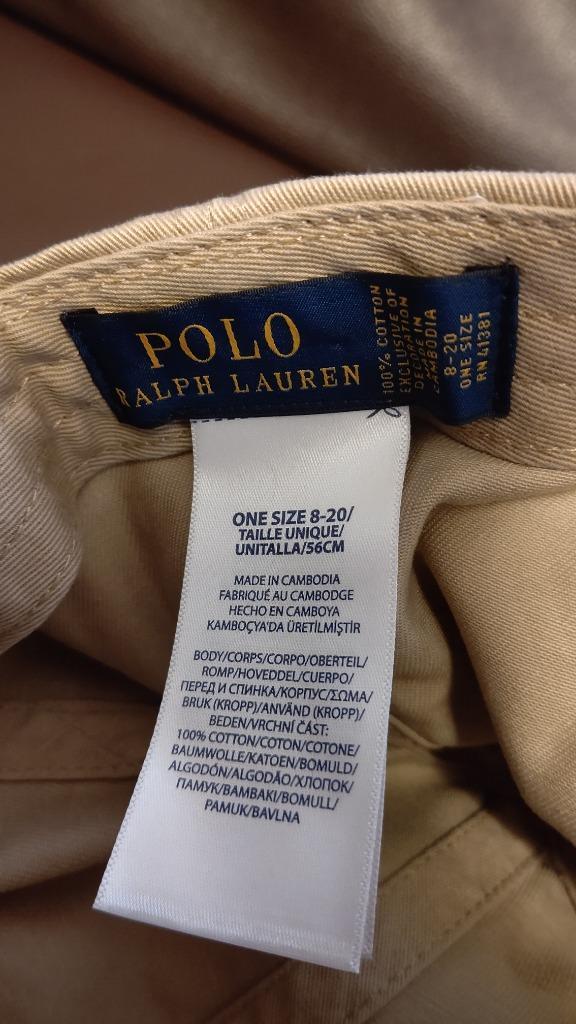 POLO
RALPH LAUREN
100% COTTON
EXCLUSIVE OF
DECORATION
MADE IN
CAMBODIA
8-20
ONE SIZE
RN 41381
ONE SIZE 8-20/
TAILLE UNIQUE/
UNITALLA/56CM
MADE IN CAMBODIA
FABRIQUÉ AU CAMBODGE
HECHO EN CAMBOYA
KAMBOÇYA'DA ÜRETİLMİŞTİR
BODY/CORPS/CORPO/OBERTEIL/
ROMP/HOVEDDEL/CUERPO/
ПЕРЕД И СПИНКА/КОРПУС/ΣΩΜΑ/
BRUK (KROPP)/ANVÄND (KROPP)/
BEDEN/VRCHNÍ ČÁST:
100% COTTON/COTON/COTONE/
BAUMWOLLE/KATOEN/BOMULD/
ALGODÓN/ALGODÃO/ХЛОПОК/
ПАМУК/BAMBAKI/BOMULL/
PAMUK/BAVLNA